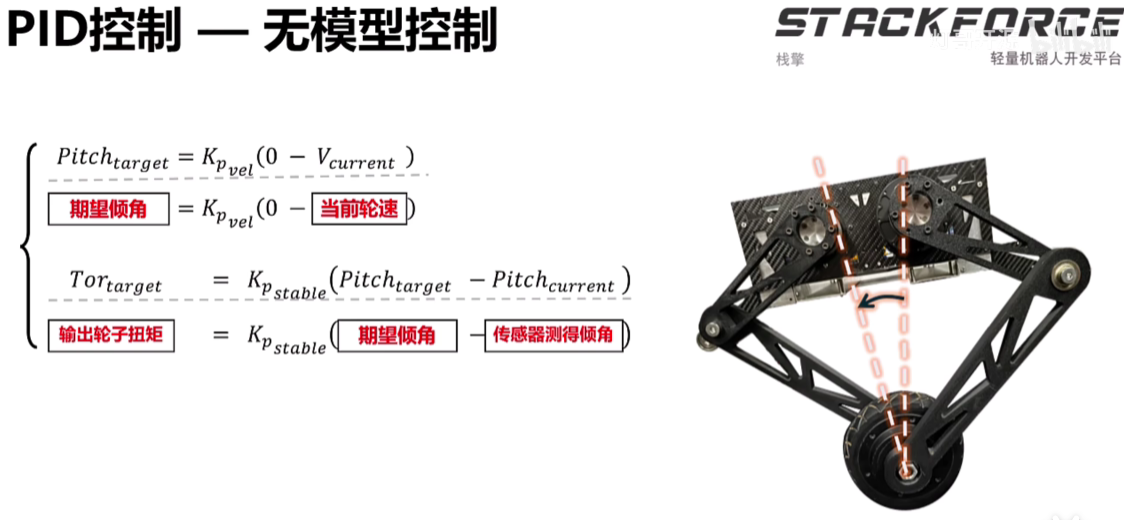 PID控制 — 无模型控制
STACKFORCE
栈擎
轻量机器人开发平台
Pitch_target = K_p_vel(0 − V_current )
期望倾角 = K_p_vel(0 − 当前轮速)
Tor_target = K_p_stable(Pitch_target − Pitch_current )
输出轮子扭矩 = K_p_stable(期望倾角 − 传感器测得倾角)